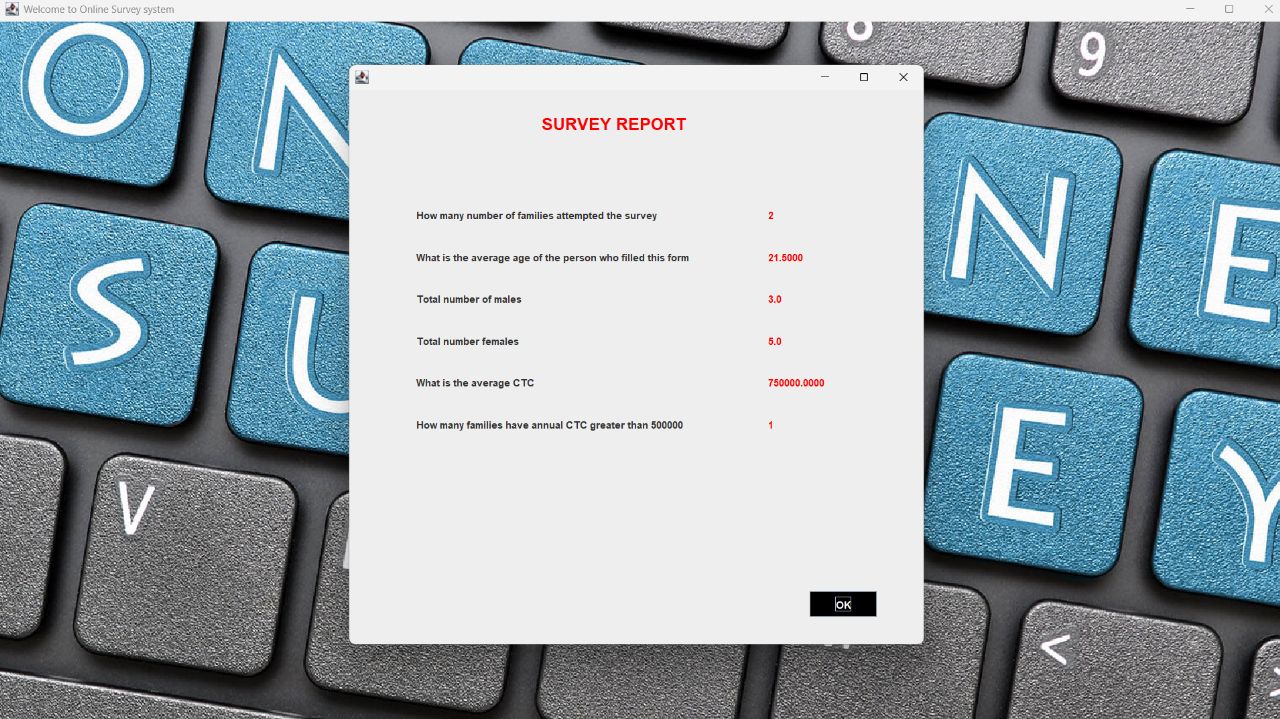 Welcome to Online Survey system
SURVEY REPORT
How many number of families attempted the survey 2
What is the average age of the person who filled this form 21.5000
Total number of males 3.0
Total number females 5.0
What is the average CTC 750000.0000
How many families have annual CTC greater than 500000 1
OK
O N 8 9
N E
S U
E Y
V
<